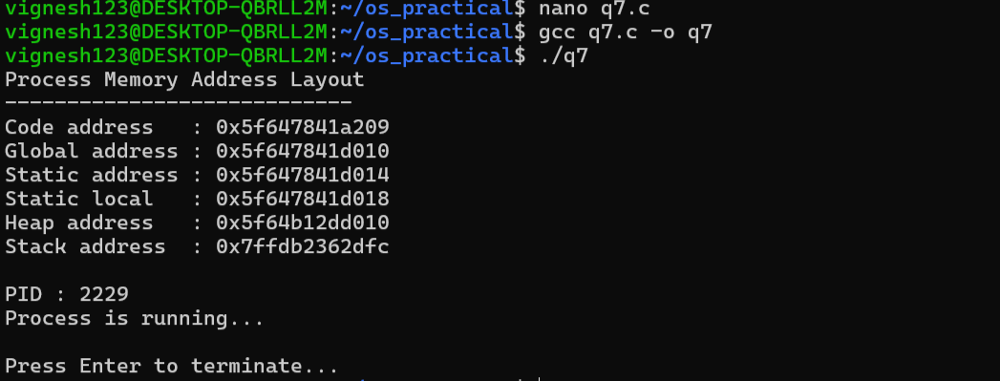 vignesh123@DESKTOP-QBRLL2M:~/os_practical$ nano q7.c
vignesh123@DESKTOP-QBRLL2M:~/os_practical$ gcc q7.c -o q7
vignesh123@DESKTOP-QBRLL2M:~/os_practical$ ./q7
Process Memory Address Layout
----------------------------
Code address   : 0x5f647841a209
Global address : 0x5f647841d010
Static address : 0x5f647841d014
Static local   : 0x5f647841d018
Heap address   : 0x5f64b12dd010
Stack address  : 0x7ffdb2362dfc
PID : 2229
Process is running...
Press Enter to terminate...